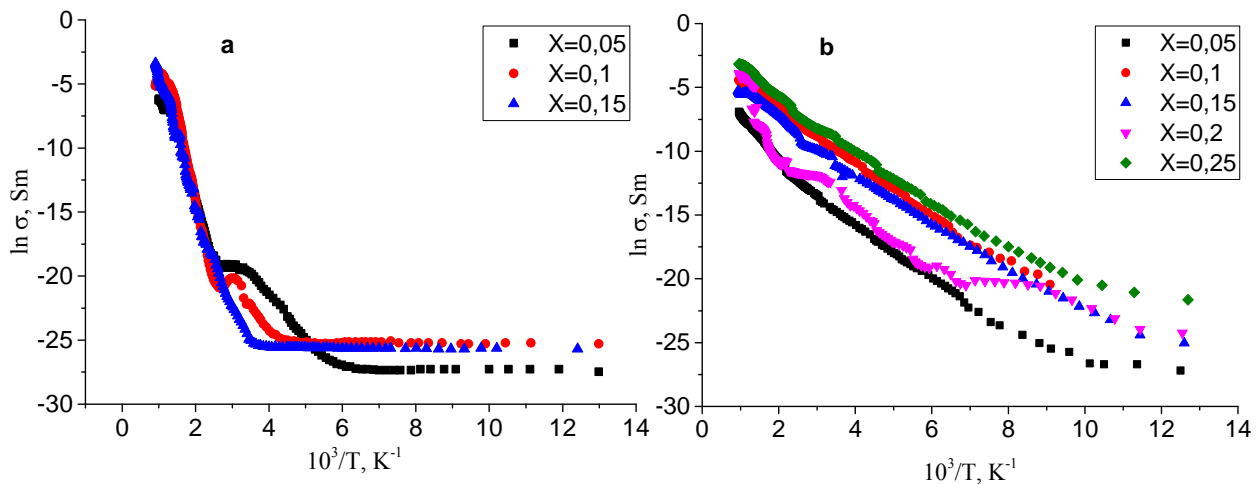 a
X=0,05
X=0,1
X=0,15
0
-5
-10
-15
-20
-25
-30
ln σ, Sm
0 2 4 6 8 10 12 14
10³/T, K⁻¹
b
X=0,05
X=0,1
X=0,15
X=0,2
X=0,25
0
-5
-10
-15
-20
-25
-30
ln σ, Sm
0 2 4 6 8 10 12 14
10³/T, K⁻¹